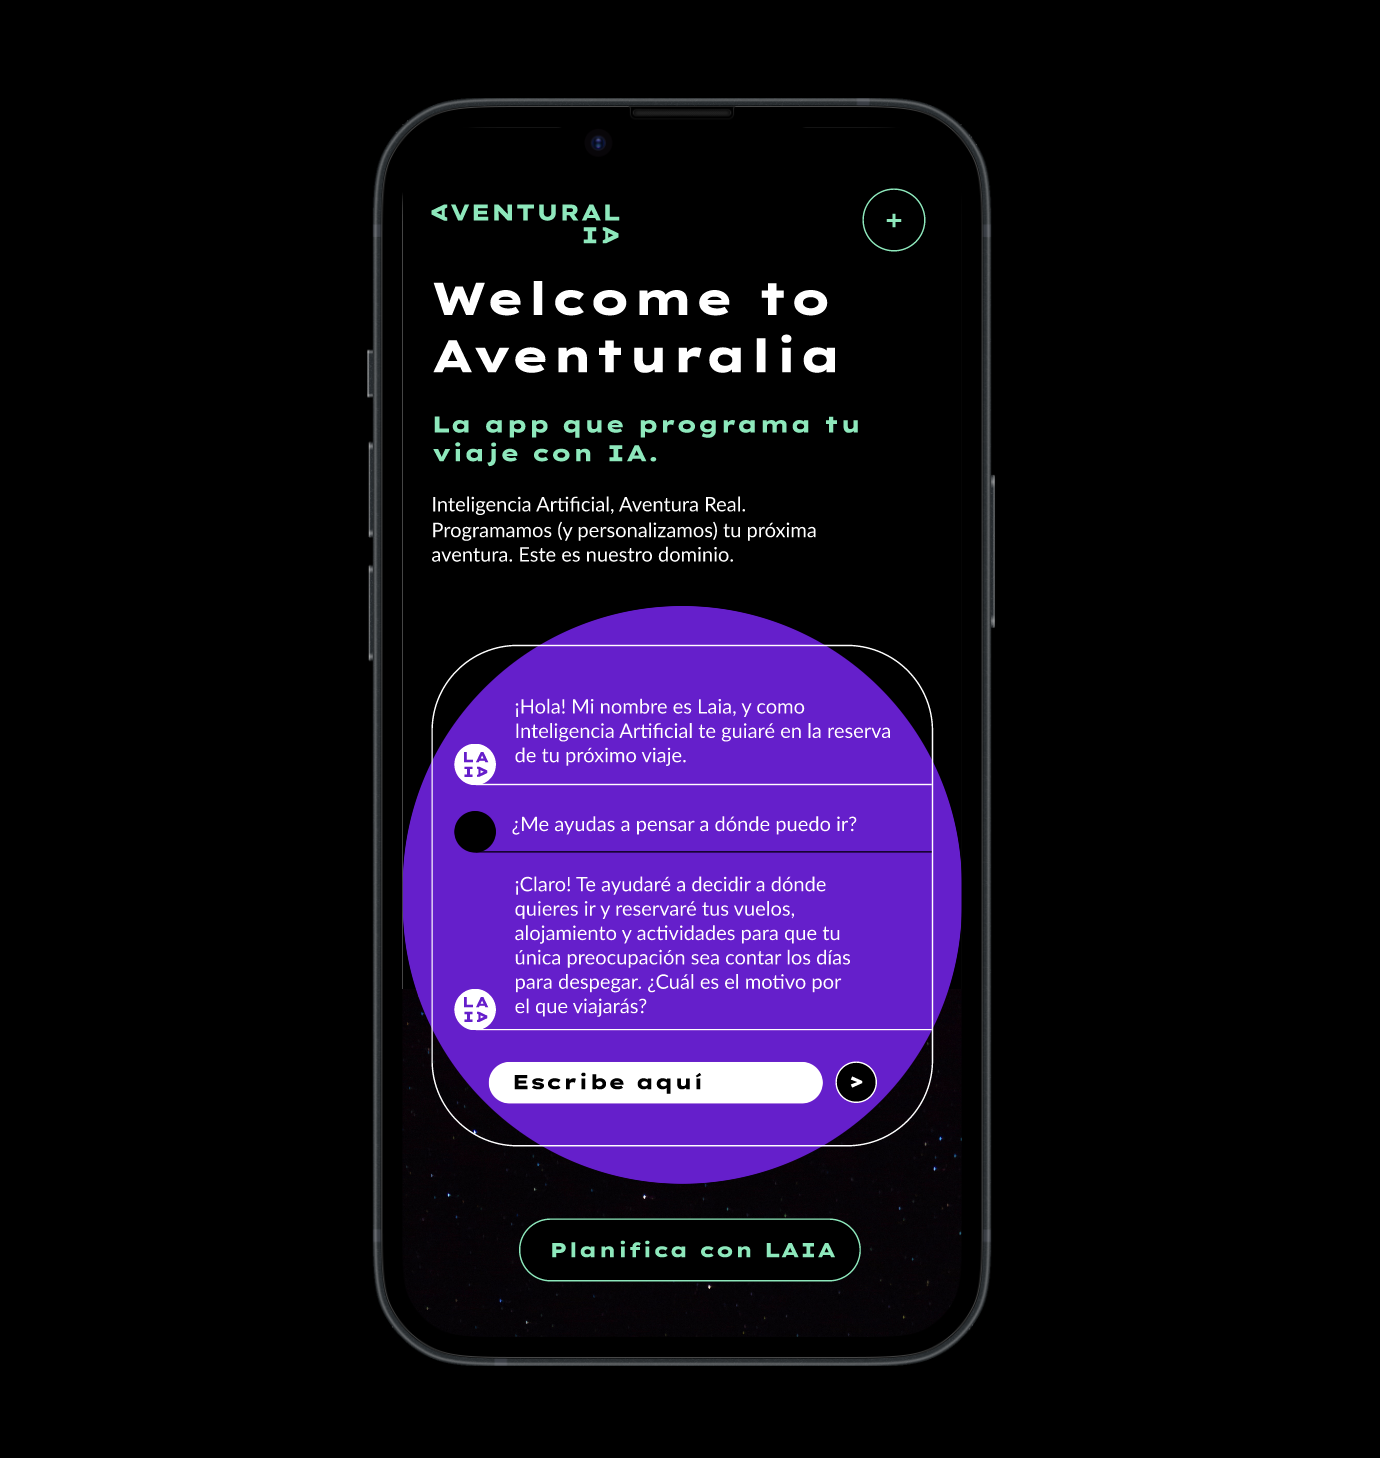 AVENTURAL
IA
+
Welcome to
Aventuralia
La app que programa tu
viaje con IA.
Inteligencia Artificial, Aventura Real.
Programamos (y personalizamos) tu próxima
aventura. Este es nuestro dominio.
¡Hola! Mi nombre es Laia, y como
Inteligencia Artificial te guiaré en la reserva
de tu próximo viaje.
LA
IA
¿Me ayudas a pensar a dónde puedo ir?
¡Claro! Te ayudaré a decidir a dónde
quieres ir y reservaré tus vuelos,
alojamiento y actividades para que tu
única preocupación sea contar los días
para despegar. ¿Cuál es el motivo por
el que viajarás?
LA
IA
Escribe aquí
>
Planifica con LAIA